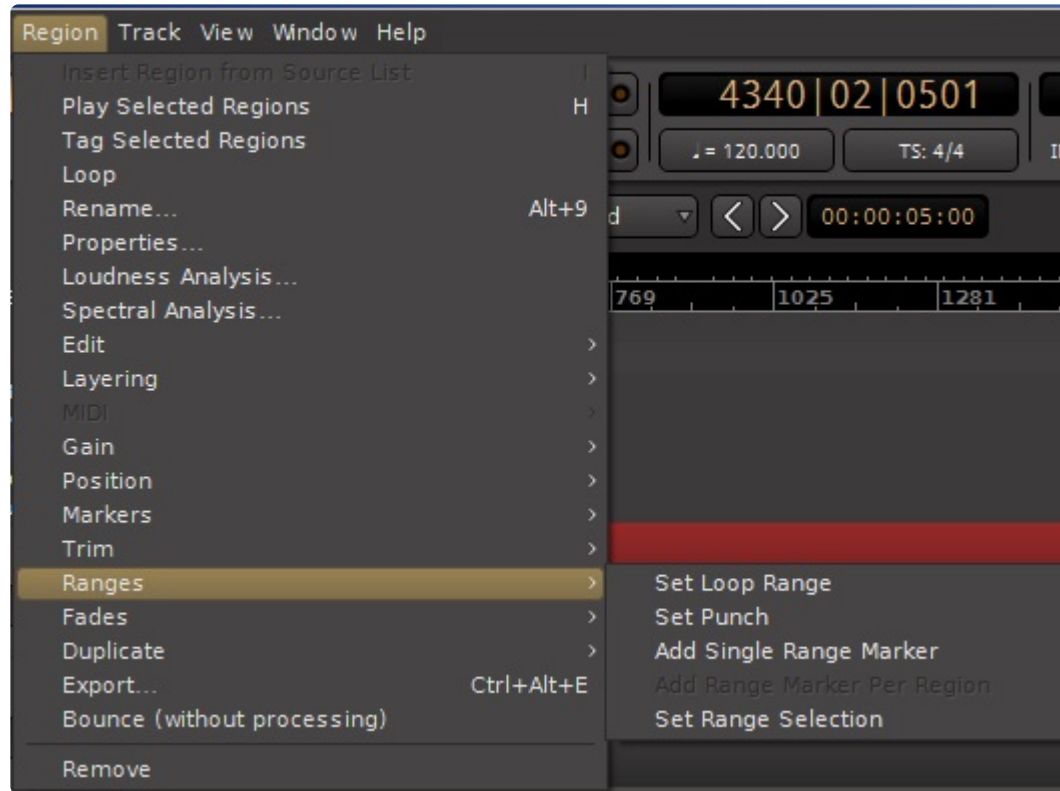 Region Track View Window Help
Insert Region from Source List I
Play Selected Regions H
Tag Selected Regions
Loop
Rename... Alt+9
Properties...
Loudness Analysis...
Spectral Analysis...
Edit
Layering
MIDI
Gain
Position
Markers
Trim
Ranges
Fades
Duplicate
Export... Ctrl+Alt+E
Bounce (without processing)
Remove
Set Loop Range
Set Punch
Add Single Range Marker
Add Range Marker Per Region
Set Range Selection
4340|02|0501
♩ = 120.000 TS: 4/4
d 00:00:05:00
769 1025 1281